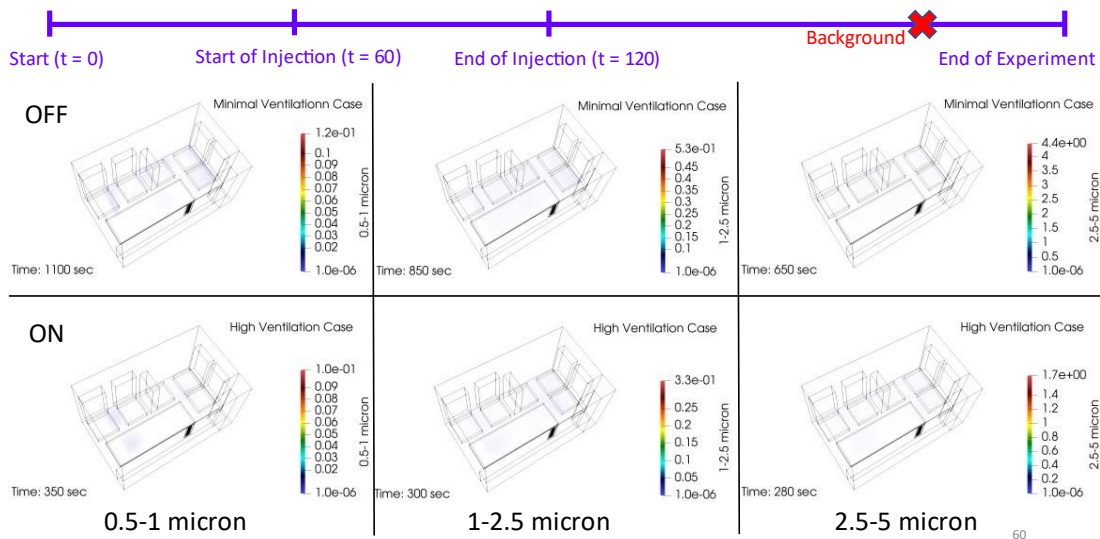 Background
Start (t = 0)
Start of Injection (t = 60)
End of Injection (t = 120)
End of Experiment
OFF
Minimal Ventilationn Case
1.2e-01
0.1
0.09
0.08
0.07
0.06
0.05
0.04
0.03
0.02
1.0e-06
0.5-1 micron
Time: 1100 sec
Minimal Ventilationn Case
5.3e-01
0.45
0.4
0.35
0.3
0.25
0.2
0.15
0.1
1.0e-06
1-2.5 micron
Time: 850 sec
Minimal Ventilationn Case
4.4e+00
4
3.5
3
2.5
2
1.5
1
0.5
1.0e-06
2.5-5 micron
Time: 650 sec
ON
High Ventilation Case
1.0e-01
0.09
0.08
0.07
0.06
0.05
0.04
0.03
0.02
1.0e-06
0.5-1 micron
Time: 350 sec
High Ventilation Case
3.3e-01
0.25
0.2
0.15
0.1
0.05
1.0e-06
1-2.5 micron
Time: 300 sec
High Ventilation Case
1.7e+00
1.4
1.2
1
0.8
0.6
0.4
0.2
1.0e-06
2.5-5 micron
Time: 280 sec
0.5-1 micron
1-2.5 micron
2.5-5 micron
60